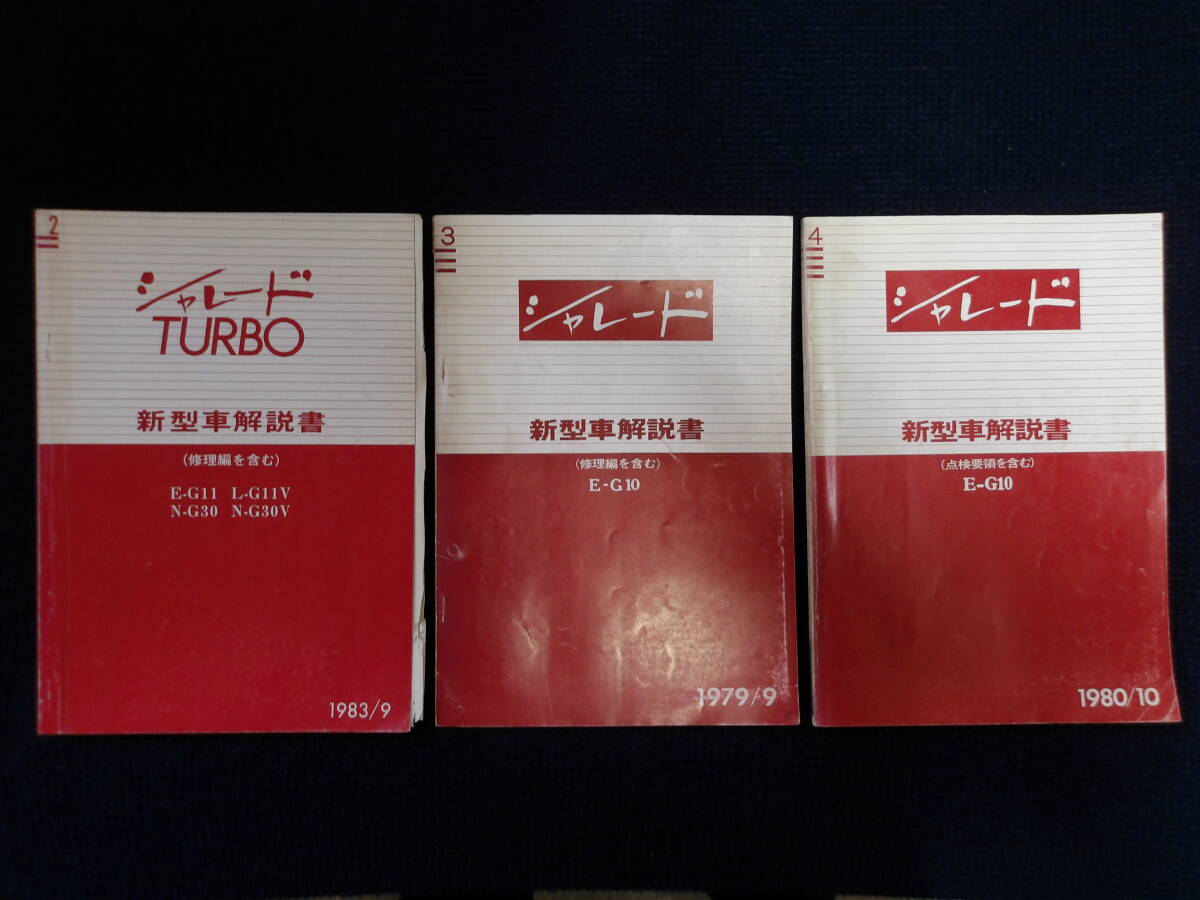 2
シャレード
TURBO
新型車解説書
(修理編を含む)
E-G11 L-G11V
N-G30 N-G30V
1983/9
3
シャレード
新型車解説書
(修理編を含む)
E-G10
1979/9
4
シャレード
新型車解説書
(点検要領を含む)
E-G10
1980/10